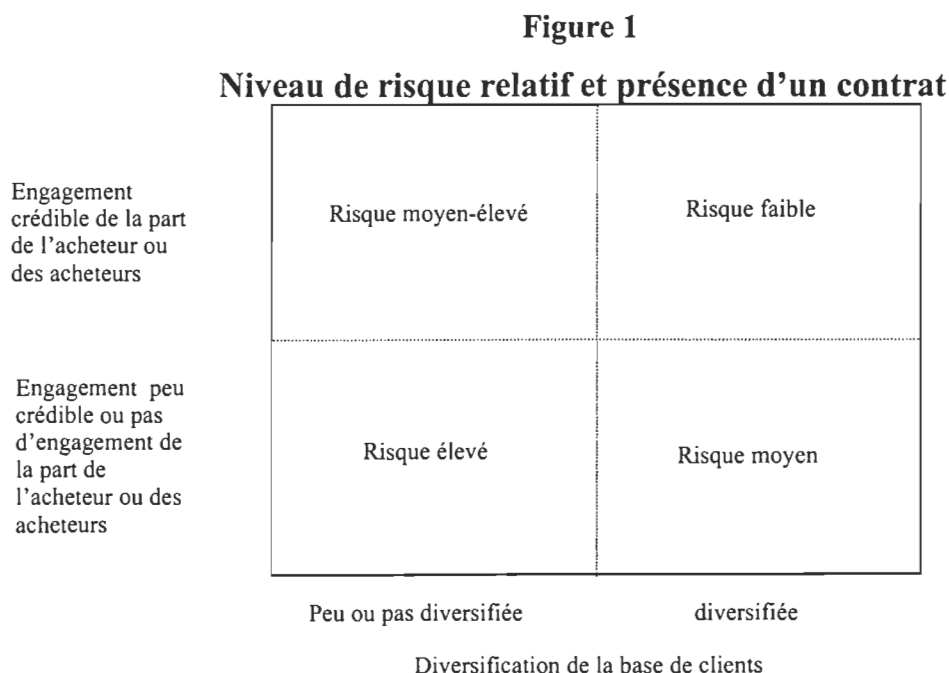 Figure 1
Niveau de risque relatif et présence d'un contrat
Engagement
crédible de la part
de l'acheteur ou
des acheteurs
Risque moyen-élevé
Risque faible
Engagement peu
crédible ou pas
d'engagement de
la part de
l'acheteur ou des
acheteurs
Risque élevé
Risque moyen
Peu ou pas diversifiée
diversifiée
Diversification de la base de clients